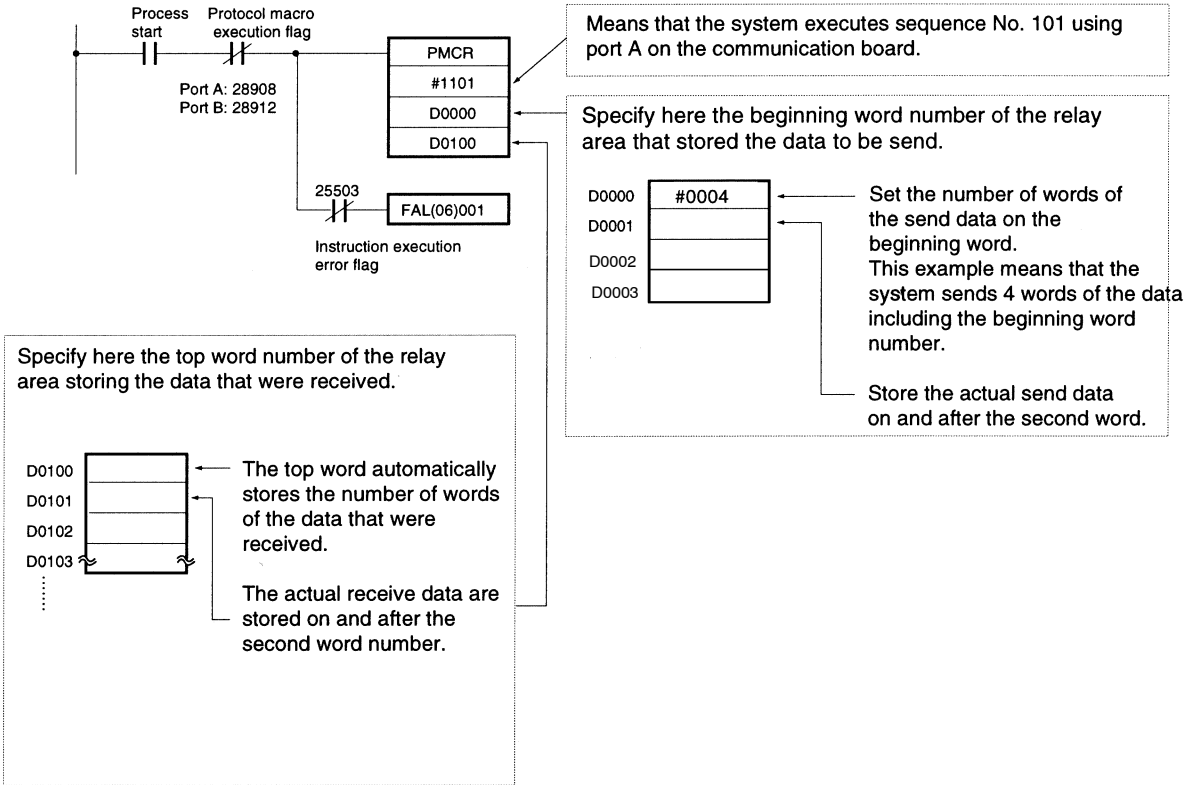 Process
start
Protocol macro
execution flag
Port A: 28908
Port B: 28912
PMCR
#1101
D0000
D0100
25503
FAL(06)001
Instruction execution
error flag
Means that the system executes sequence No. 101 using
port A on the communication board.
Specify here the beginning word number of the relay
area that stored the data to be send.
D0000
#0004
D0001
D0002
D0003
Set the number of words of
the send data on the
beginning word.
This example means that the
system sends 4 words of the data
including the beginning word
number.
Store the actual send data
on and after the second word.
Specify here the top word number of the relay
area storing the data that were received.
D0100
D0101
D0102
D0103
The top word automatically
stores the number of words
of the data that were
received.
The actual receive data are
stored on and after the
second word number.